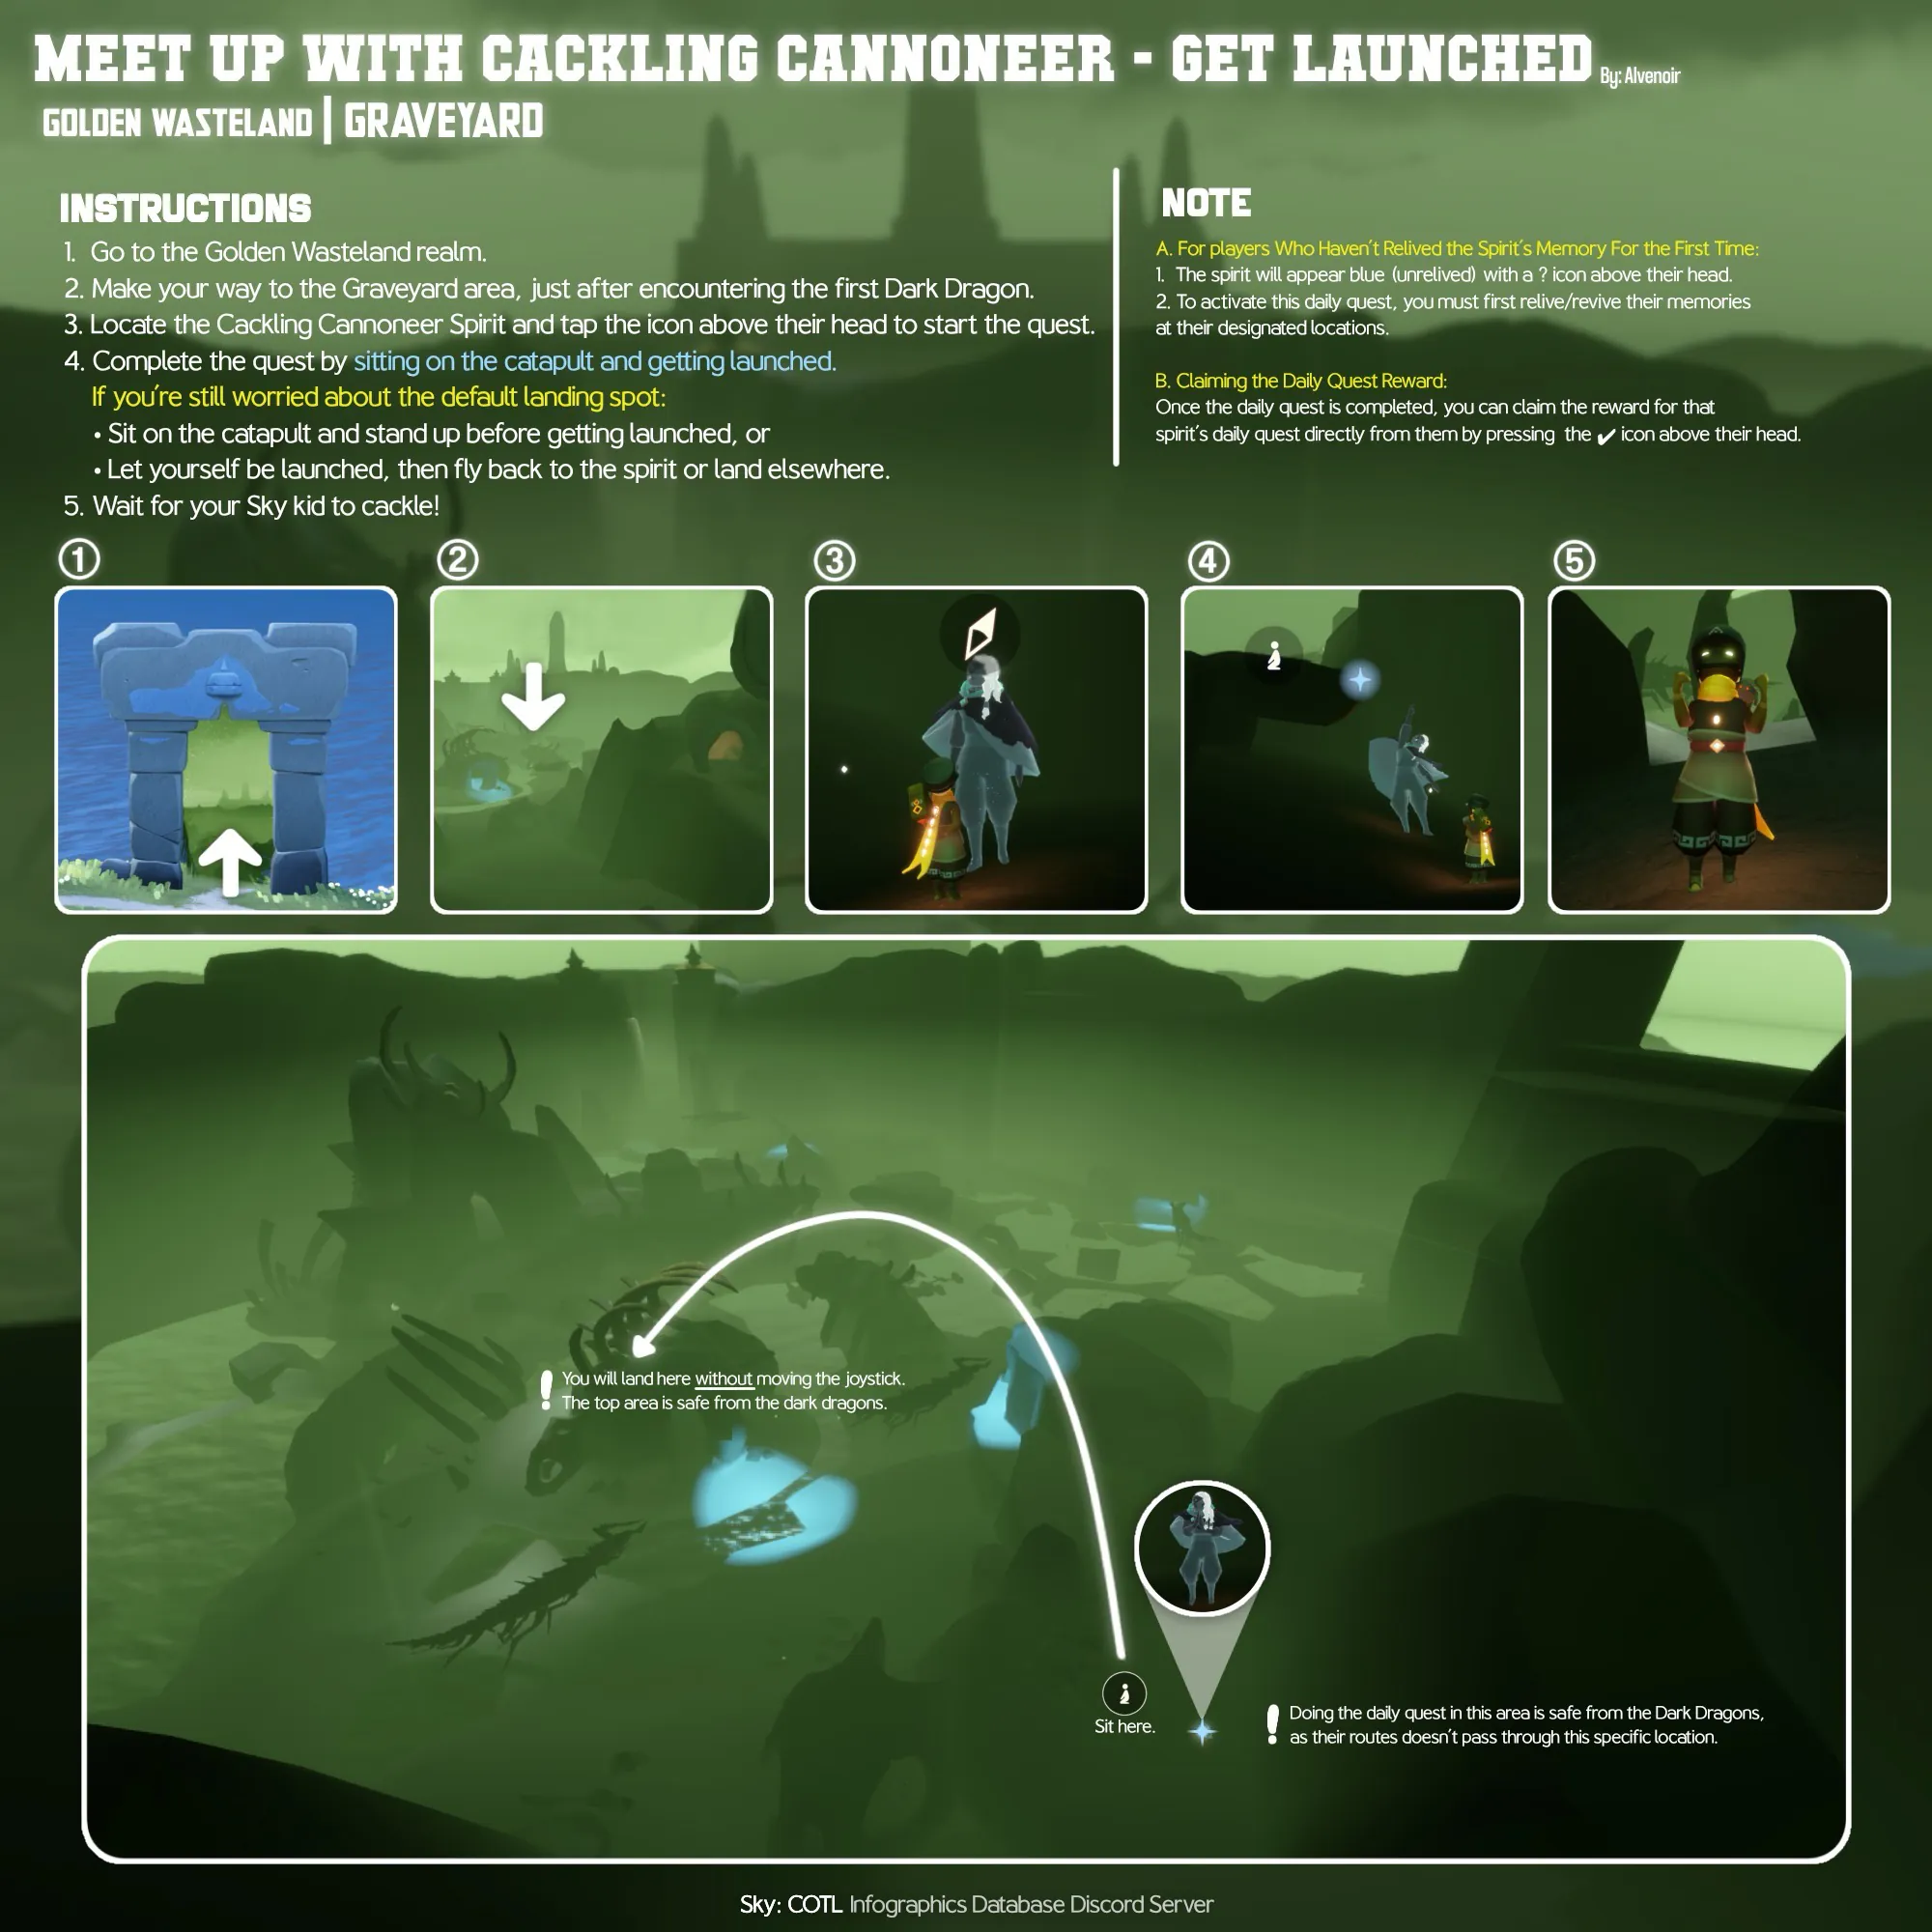 MEET UP WITH CACKLING CANNONEER - GET LAUNCHED By: Alvenoir
GOLDEN WASTELAND | GRAVEYARD
INSTRUCTIONS
1. Go to the Golden Wasteland realm.
2. Make your way to the Graveyard area, just after encountering the first Dark Dragon.
3. Locate the Cackling Cannoneer Spirit and tap the icon above their head to start the quest.
4. Complete the quest by sitting on the catapult and getting launched.
If you're still worried about the default landing spot:
• Sit on the catapult and stand up before getting launched, or
• Let yourself be launched, then fly back to the spirit or land elsewhere.
5. Wait for your Sky kid to cackle!
NOTE
A. For players Who Haven't Relived the Spirit's Memory For the First Time:
1. The spirit will appear blue (unrelived) with a ? icon above their head.
2. To activate this daily quest, you must first relive/revive their memories
at their designated locations.
B. Claiming the Daily Quest Reward:
Once the daily quest is completed, you can claim the reward for that
spirit's daily quest directly from them by pressing the ✔ icon above their head.
1
2
3
4
5
! You will land here without moving the joystick.
The top area is safe from the dark dragons.
Sit here.
! Doing the daily quest in this area is safe from the Dark Dragons,
as their routes doesn't pass through this specific location.
Sky: COTL Infographics Database Discord Server